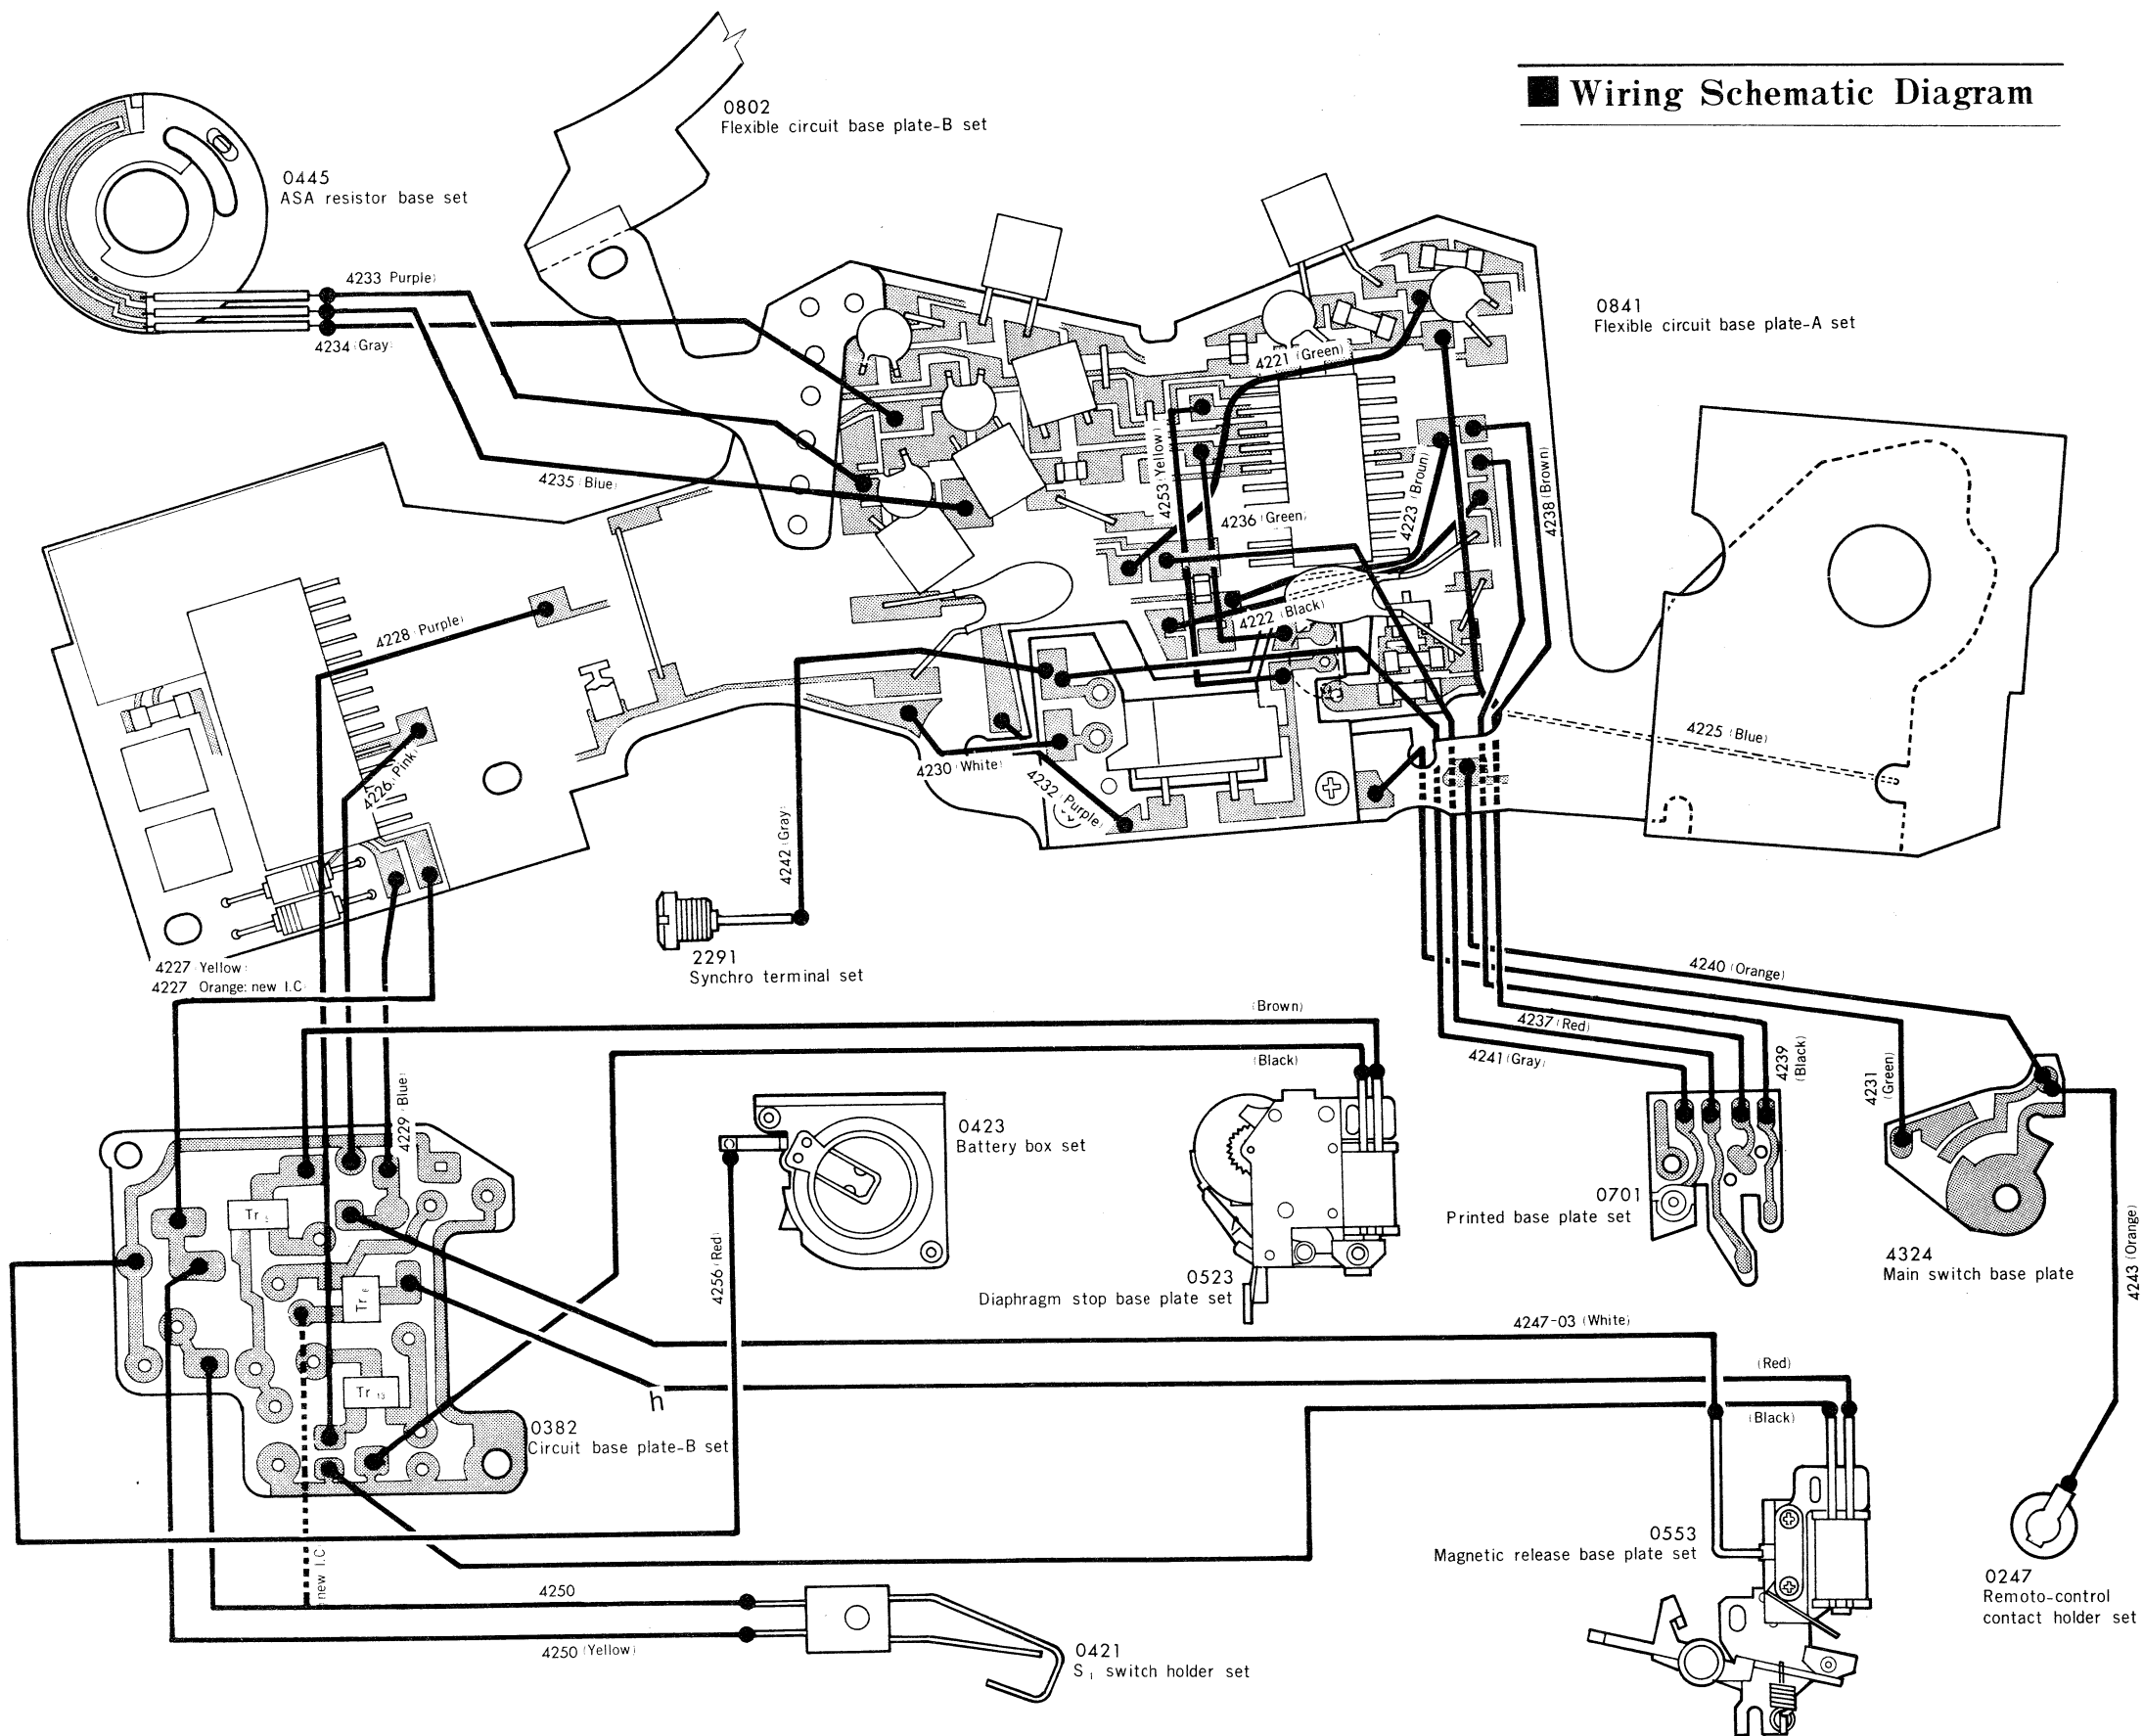 ■ Wiring Schematic Diagram
0802
Flexible circuit base plate-B set
0445
ASA resistor base set
4233 Purple)
4234 (Gray)
4235 (Blue)
0841
Flexible circuit base plate-A set
4221 (Green)
4253 (Yellow)
4236 (Green)
4223 (Broun)
4238 (Brown)
4222 (Black)
4228 (Purple)
4226 (Pink)
4225 (Blue)
4230 (White)
4232 (Purple)
4242 (Gray)
2291
Synchro terminal set
4227 Yellow:
4227 Orange: new I.C
4240 (Orange)
(Brown)
4237 (Red)
(Black)
4241 (Gray)
4239
(Black)
4231
(Green)
4229 (Blue)
0423
Battery box set
0701
Printed base plate set
Tr 5
4256 (Red)
0523
Diaphragm stop base plate set
4324
Main switch base plate
4243 (Orange)
Tr 6
4247-03 (White)
(Red)
h
Tr 13
(Black)
0382
Circuit base plate-B set
0553
Magnetic release base plate set
new I.C
0247
Remoto-control
contact holder set
4250
4250 (Yellow)
0421
S1 switch holder set